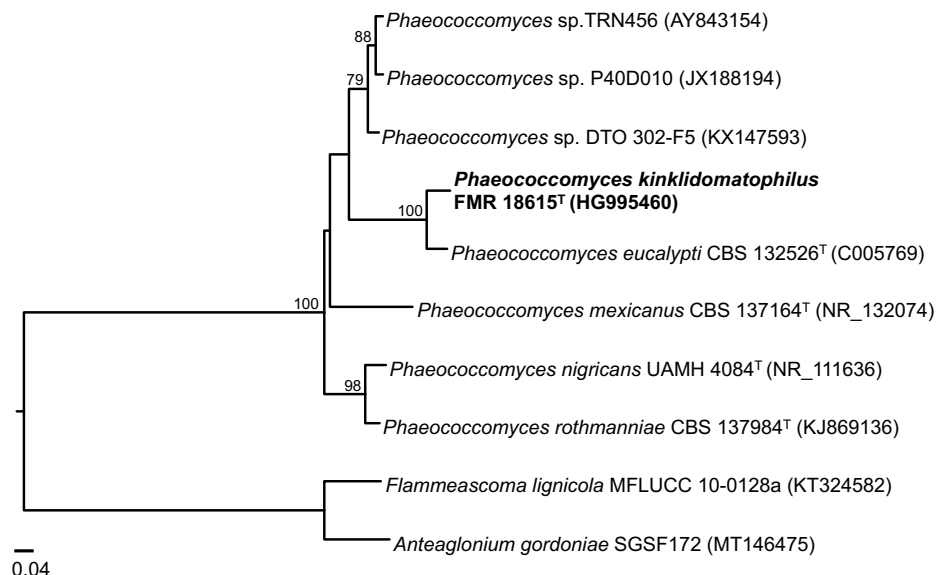 Phaeococcomyces sp.TRN456 (AY843154)
88
79
Phaeococcomyces sp. P40D010 (JX188194)
Phaeococcomyces sp. DTO 302-F5 (KX147593)
Phaeococcomyces kinklidomatophilus
FMR 18615ᵀ (HG995460)
100
Phaeococcomyces eucalypti CBS 132526ᵀ (C005769)
100
Phaeococcomyces mexicanus CBS 137164ᵀ (NR_132074)
Phaeococcomyces nigricans UAMH 4084ᵀ (NR_111636)
98
Phaeococcomyces rothmanniae CBS 137984ᵀ (KJ869136)
Flammeascoma lignicola MFLUCC 10-0128a (KT324582)
Anteaglonium gordoniae SGSF172 (MT146475)
0.04